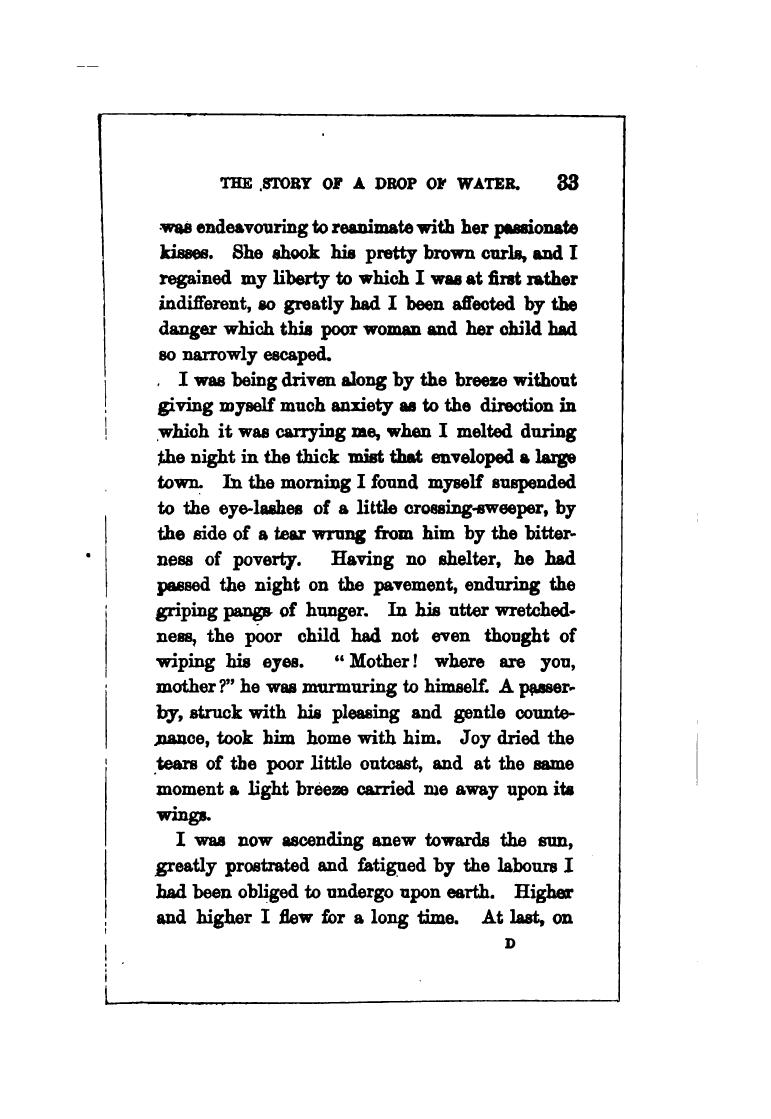 THE STORY OF A DROP OF WATER. 33
was endeavouring to reanimate with her passionate
kisses. She shook his pretty brown curls, and I
regained my liberty to which I was at first rather
indifferent, so greatly had I been affected by the
danger which this poor woman and her child had
so narrowly escaped.
I was being driven along by the breeze without
giving myself much anxiety as to the direction in
which it was carrying me, when I melted during
the night in the thick mist that enveloped a large
town. In the morning I found myself suspended
to the eye-lashes of a little crossing-sweeper, by
the side of a tear wrung from him by the bitter-
ness of poverty. Having no shelter, he had
passed the night on the pavement, enduring the
griping pangs of hunger. In his utter wretched-
ness, the poor child had not even thought of
wiping his eyes. "Mother! where are you,
mother?" he was murmuring to himself. A passer-
by, struck with his pleasing and gentle counte-
nance, took him home with him. Joy dried the
tears of the poor little outcast, and at the same
moment a light breeze carried me away upon its
wings.
I was now ascending anew towards the sun,
greatly prostrated and fatigued by the labours I
had been obliged to undergo upon earth. Higher
and higher I flew for a long time. At last, on
D